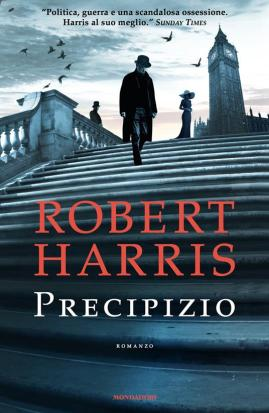 “Politica, guerra e una scandalosa ossessione.
Harris al suo meglio.” SUNDAY TIMES
ROBERT
HARRIS
PRECIPIZIO
ROMANZO
MONDADORI